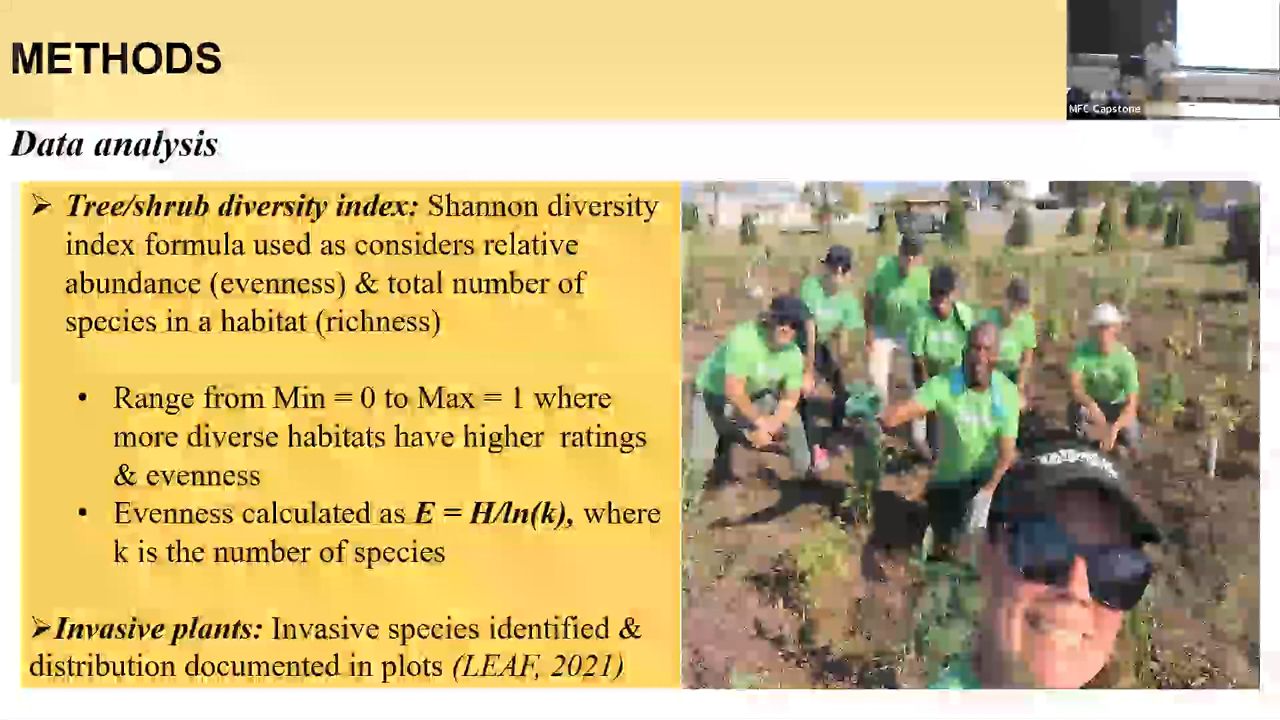 METHODS
MFC Capstone
Data analysis
➢ Tree/shrub diversity index: Shannon diversity
index formula used as considers relative
abundance (evenness) & total number of
species in a habitat (richness)
• Range from Min = 0 to Max = 1 where
more diverse habitats have higher ratings
& evenness
• Evenness calculated as E = H/ln(k), where
k is the number of species
➢Invasive plants: Invasive species identified &
distribution documented in plots (LEAF, 2021)